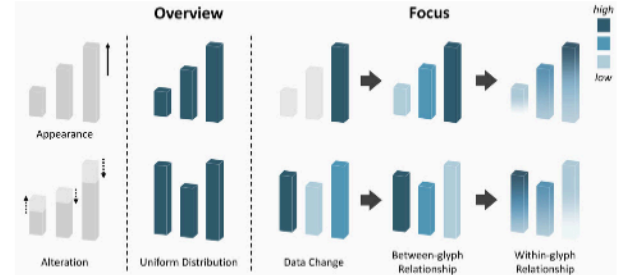 Overview
Focus
high
low
Appearance
Alteration
Uniform Distribution
Data Change
Between-glyph
Relationship
Within-glyph
Relationship